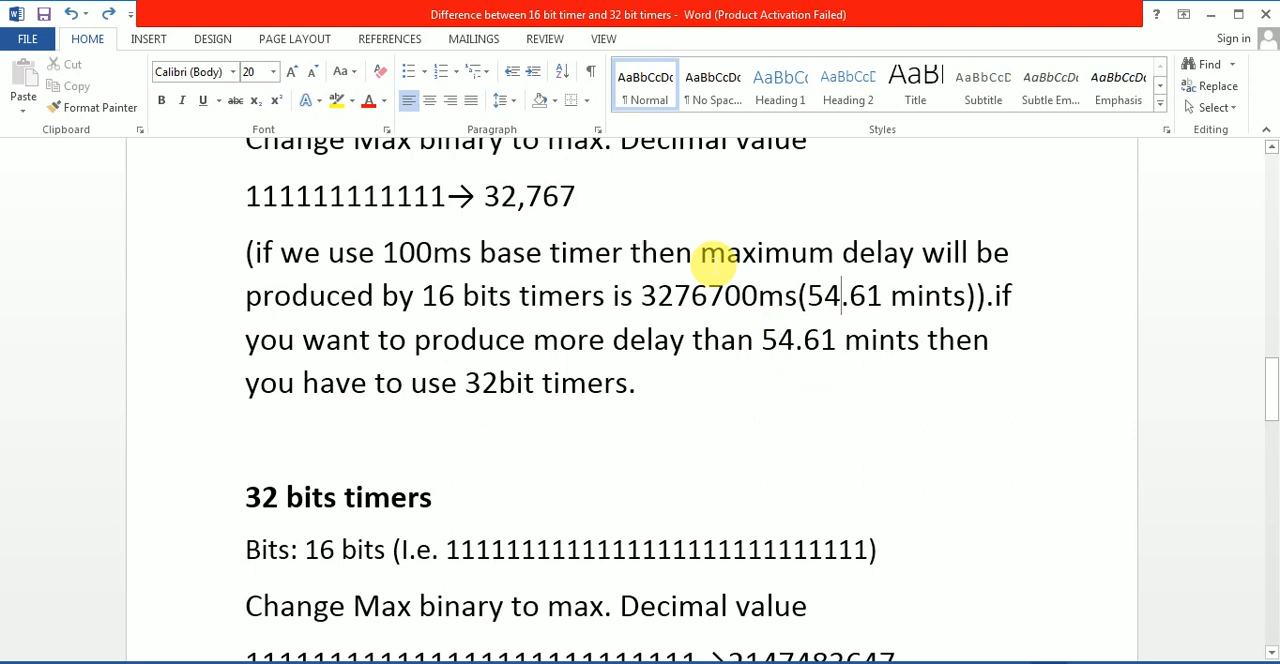 Difference between 16 bit timer and 32 bit timers - Word (Product Activation Failed)
FILE HOME INSERT DESIGN PAGE LAYOUT REFERENCES MAILINGS REVIEW VIEW Sign in
Paste
Cut
Copy
Format Painter
Clipboard
Calibri (Body) 20
Font
Paragraph
AaBbCcDc AaBbCcDc AaBbCc AaBbCcC AaBl AaBbCcD AaBbCcDc AaBbCcDc
¶ Normal ¶ No Spac... Heading 1 Heading 2 Title Subtitle Subtle Em... Emphasis
Styles
Find
Replace
Select
Editing
Change Max binary to max. Decimal value
111111111111→ 32,767
(if we use 100ms base timer then maximum delay will be
produced by 16 bits timers is 3276700ms(54.61 mints)).if
you want to produce more delay than 54.61 mints then
you have to use 32bit timers.
32 bits timers
Bits: 16 bits (I.e. 1111111111111111111111111111)
Change Max binary to max. Decimal value